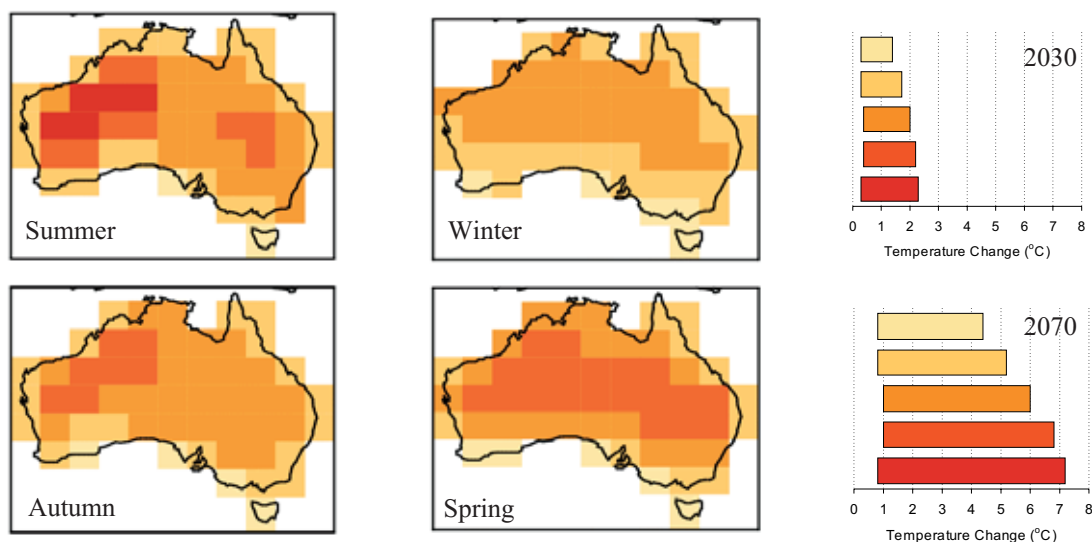 Summer
Winter
2030
0 1 2 3 4 5 6 7 8
Temperature Change (°C)
Autumn
Spring
2070
0 1 2 3 4 5 6 7 8
Temperature Change (°C)